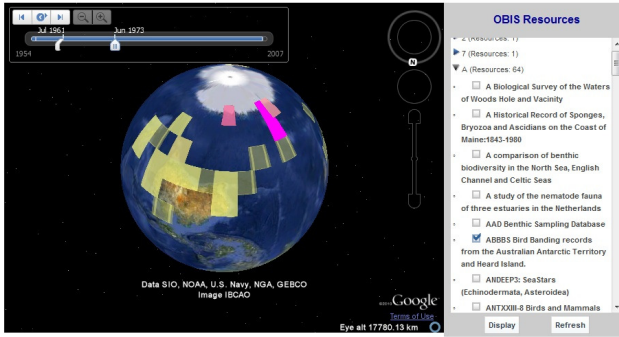 Jul 1961
Jun 1973
1954
2007
N
Data SIO, NOAA, U.S. Navy, NGA, GEBCO
Image IBCAO
©2010 Google
Terms of Use
Eye alt 17780.13 km
OBIS Resources
2 (Resources: 1)
7 (Resources: 1)
A (Resources: 64)
A Biological Survey of the Waters
of Woods Hole and Vacinity
A Historical Record of Sponges,
Bryozoa and Ascidians on the Coast of
Maine:1843-1980
A comparison of benthic
biodiversity in the North Sea, English
Channel and Celtic Seas
A study of the nematode fauna
of three estuaries in the Netherlands
AAD Benthic Sampling Database
ABBBS Bird Banding records
from the Australian Antarctic Territory
and Heard Island.
ANDEEP3: SeaStars
(Echinodermata, Asteroidea)
ANTXXIII-8 Birds and Mammals
Display
Refresh